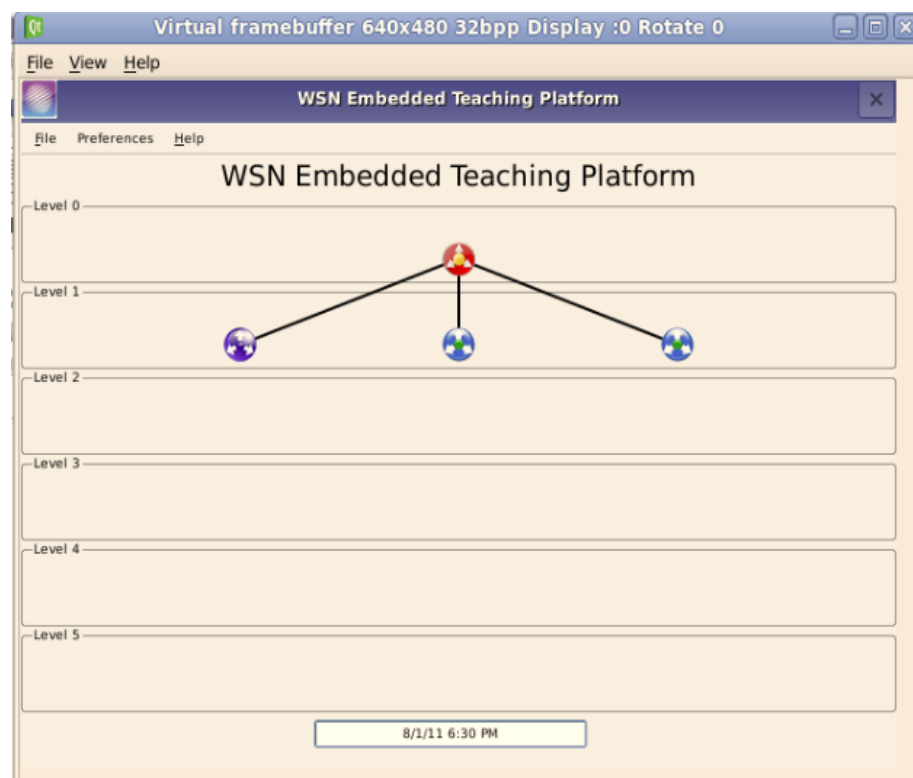 Qt Virtual framebuffer 640x480 32bpp Display :0 Rotate 0
File View Help
WSN Embedded Teaching Platform
File Preferences Help
WSN Embedded Teaching Platform
Level 0
Level 1
Level 2
Level 3
Level 4
Level 5
8/1/11 6:30 PM